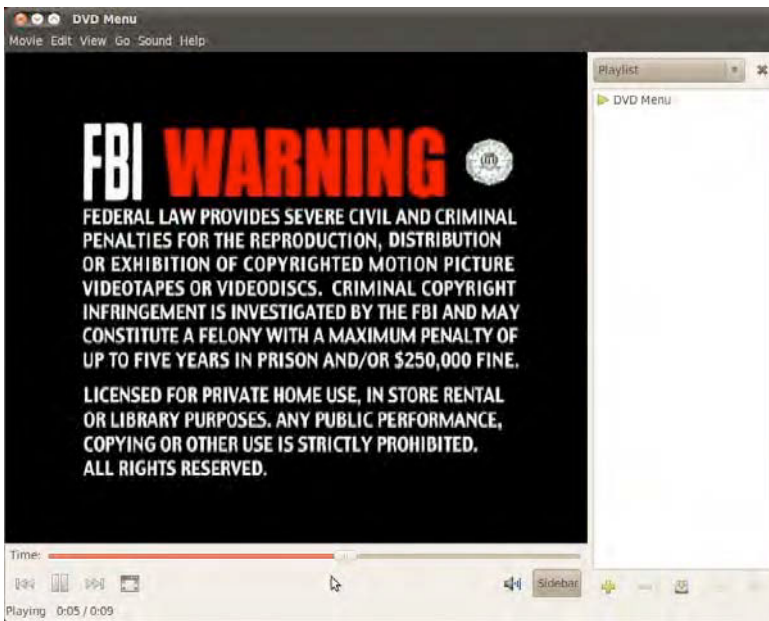 DVD Menu
Movie Edit View Go Sound Help
Playlist
DVD Menu
FBI WARNING
FEDERAL LAW PROVIDES SEVERE CIVIL AND CRIMINAL
PENALTIES FOR THE REPRODUCTION, DISTRIBUTION
OR EXHIBITION OF COPYRIGHTED MOTION PICTURE
VIDEOTAPES OR VIDEODISCS. CRIMINAL COPYRIGHT
INFRINGEMENT IS INVESTIGATED BY THE FBI AND MAY
CONSTITUTE A FELONY WITH A MAXIMUM PENALTY OF
UP TO FIVE YEARS IN PRISON AND/OR $250,000 FINE.
LICENSED FOR PRIVATE HOME USE, IN STORE RENTAL
OR LIBRARY PURPOSES. ANY PUBLIC PERFORMANCE,
COPYING OR OTHER USE IS STRICTLY PROHIBITED.
ALL RIGHTS RESERVED.
Time:
Sidebar
Playing 0:05 / 0:09